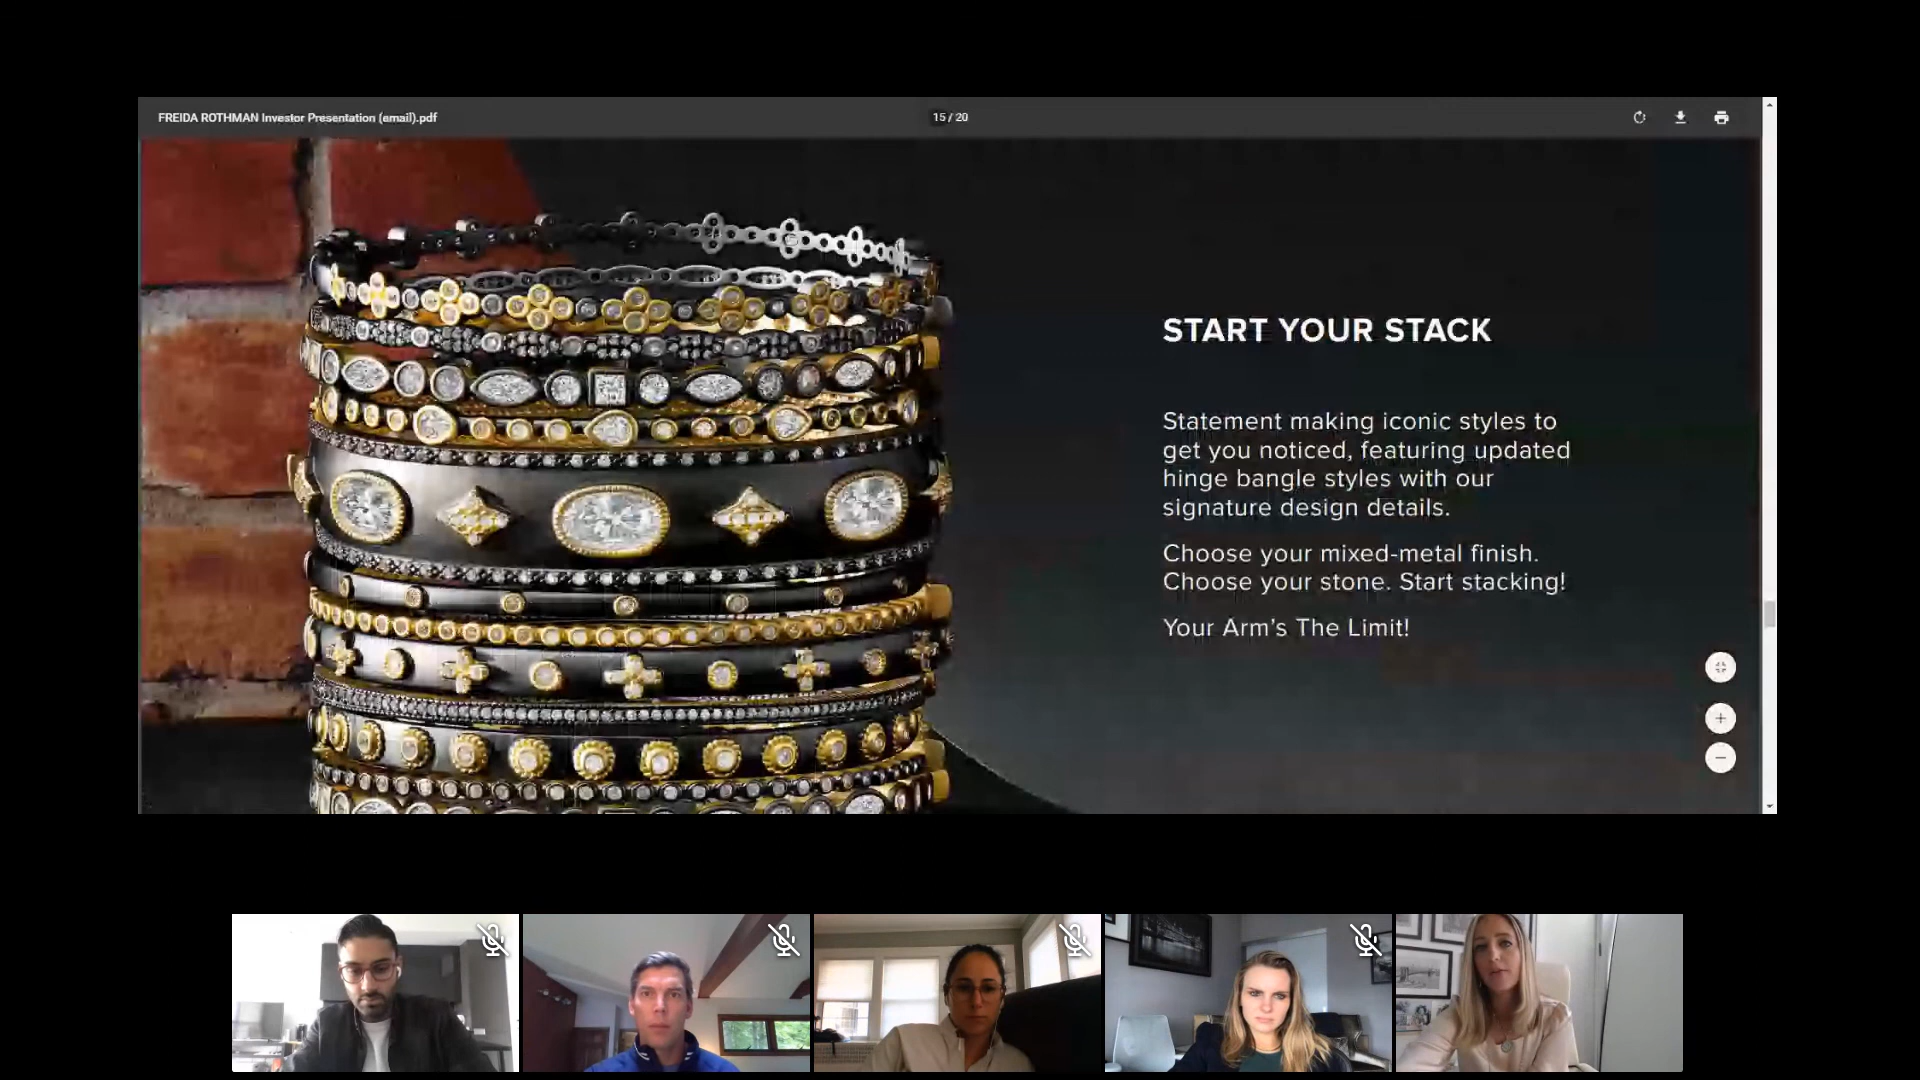 FREIDA ROTHMAN Investor Presentation (email).pdf
15 / 20
START YOUR STACK
Statement making iconic styles to
get you noticed, featuring updated
hinge bangle styles with our
signature design details.
Choose your mixed-metal finish.
Choose your stone. Start stacking!
Your Arm's The Limit!